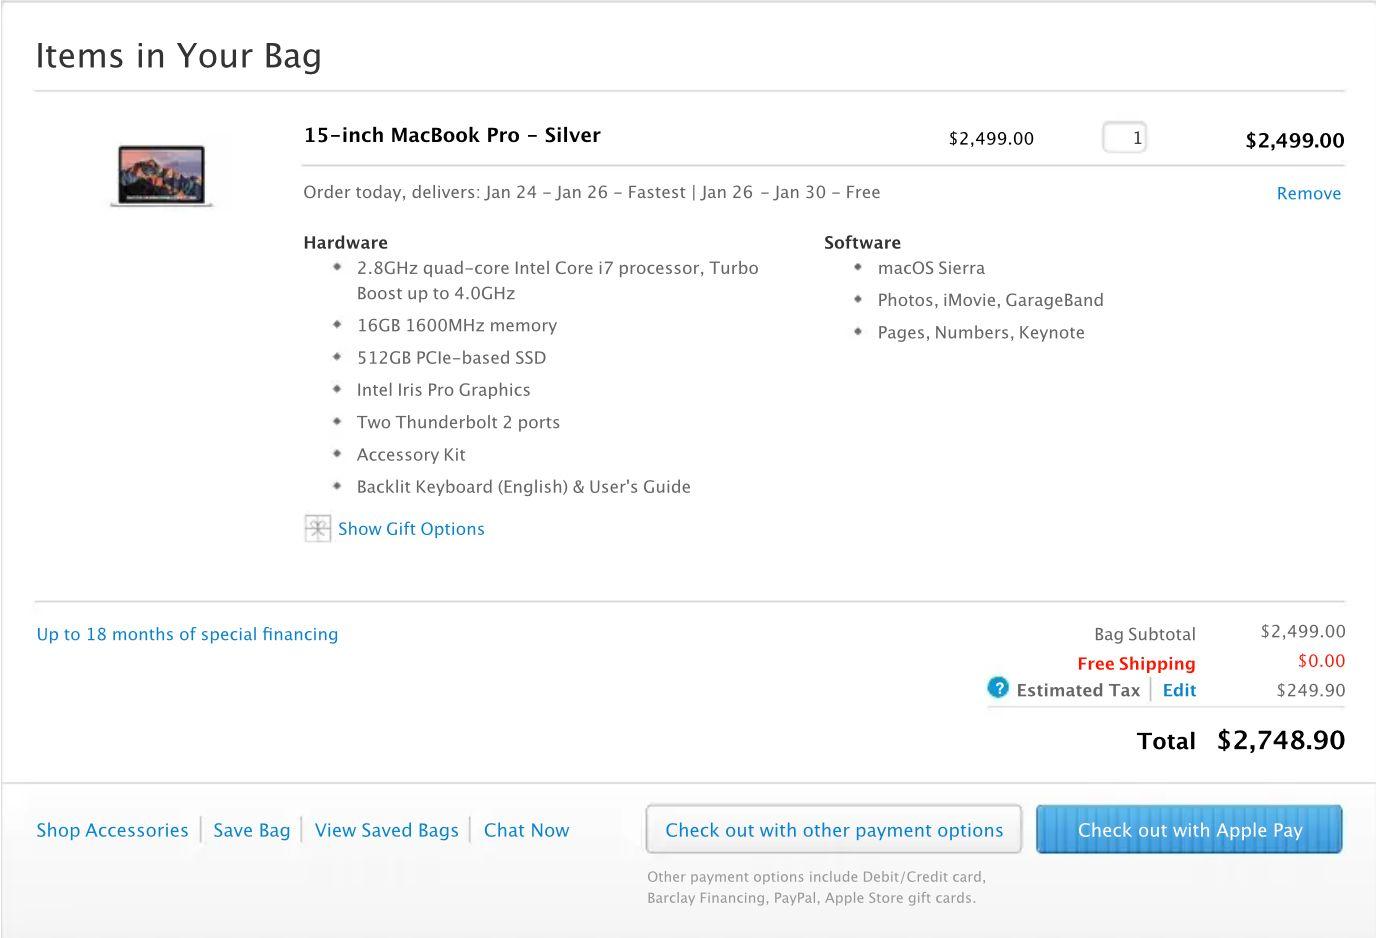 Items in Your Bag
15-inch MacBook Pro - Silver
$2,499.00
1
$2,499.00
Order today, delivers: Jan 24 - Jan 26 - Fastest | Jan 26 - Jan 30 - Free
Remove
Hardware
2.8GHz quad-core Intel Core i7 processor, Turbo
Boost up to 4.0GHz
16GB 1600MHz memory
512GB PCIe-based SSD
Intel Iris Pro Graphics
Two Thunderbolt 2 ports
Accessory Kit
Backlit Keyboard (English) & User's Guide
Software
macOS Sierra
Photos, iMovie, GarageBand
Pages, Numbers, Keynote
Show Gift Options
Up to 18 months of special financing
Bag Subtotal $2,499.00
Free Shipping $0.00
? Estimated Tax | Edit $249.90
Total $2,748.90
Shop Accessories | Save Bag | View Saved Bags | Chat Now
Check out with other payment options
Check out with Apple Pay
Other payment options include Debit/Credit card,
Barclay Financing, PayPal, Apple Store gift cards.